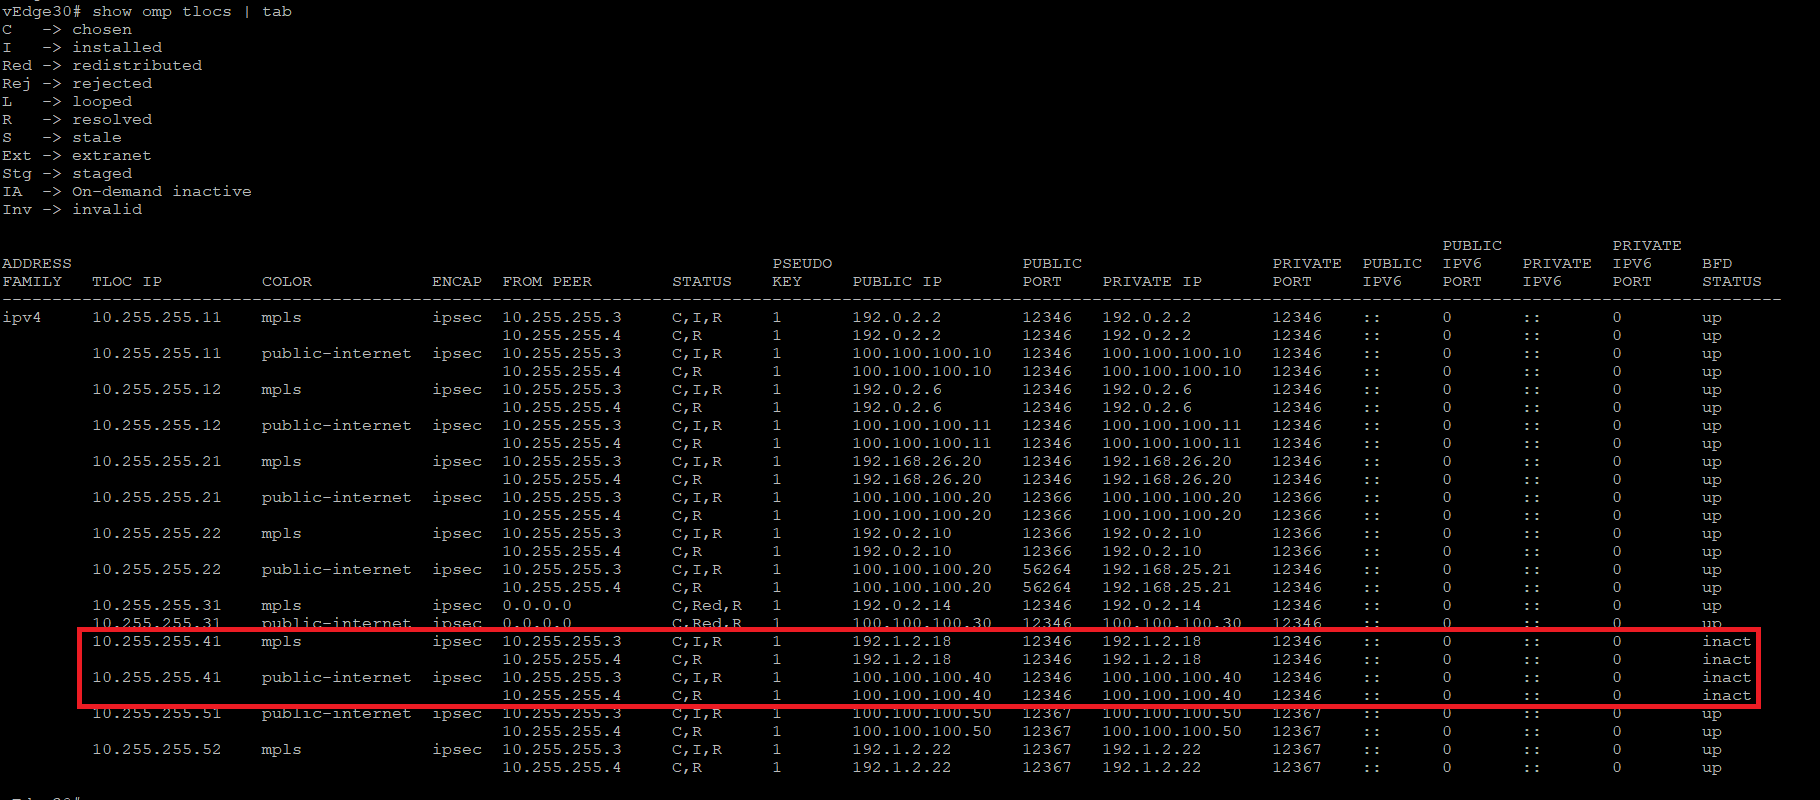 vEdge30# show omp tlocs | tab
C   -> chosen
I   -> installed
Red -> redistributed
Rej -> rejected
L   -> looped
R   -> resolved
S   -> stale
Ext -> extranet
Stg -> staged
IA  -> On-demand inactive
Inv -> invalid
PUBLIC PRIVATE
ADDRESS PSEUDO PUBLIC PRIVATE PUBLIC IPV6 PRIVATE IPV6 BFD
FAMILY TLOC IP COLOR ENCAP FROM PEER STATUS KEY PUBLIC IP PORT PRIVATE IP PORT IPV6 PORT IPV6 PORT STATUS
ipv4 10.255.255.11 mpls ipsec 10.255.255.3 C,I,R 1 192.0.2.2 12346 192.0.2.2 12346 :: 0 :: 0 up
10.255.255.4 C,R 1 192.0.2.2 12346 192.0.2.2 12346 :: 0 :: 0 up
10.255.255.11 public-internet ipsec 10.255.255.3 C,I,R 1 100.100.100.10 12346 100.100.100.10 12346 :: 0 :: 0 up
10.255.255.4 C,R 1 100.100.100.10 12346 100.100.100.10 12346 :: 0 :: 0 up
10.255.255.12 mpls ipsec 10.255.255.3 C,I,R 1 192.0.2.6 12346 192.0.2.6 12346 :: 0 :: 0 up
10.255.255.4 C,R 1 192.0.2.6 12346 192.0.2.6 12346 :: 0 :: 0 up
10.255.255.12 public-internet ipsec 10.255.255.3 C,I,R 1 100.100.100.11 12346 100.100.100.11 12346 :: 0 :: 0 up
10.255.255.4 C,R 1 100.100.100.11 12346 100.100.100.11 12346 :: 0 :: 0 up
10.255.255.21 mpls ipsec 10.255.255.3 C,I,R 1 192.168.26.20 12346 192.168.26.20 12346 :: 0 :: 0 up
10.255.255.4 C,R 1 192.168.26.20 12346 192.168.26.20 12346 :: 0 :: 0 up
10.255.255.21 public-internet ipsec 10.255.255.3 C,I,R 1 100.100.100.20 12366 100.100.100.20 12366 :: 0 :: 0 up
10.255.255.4 C,R 1 100.100.100.20 12366 100.100.100.20 12366 :: 0 :: 0 up
10.255.255.22 mpls ipsec 10.255.255.3 C,I,R 1 192.0.2.10 12366 192.0.2.10 12366 :: 0 :: 0 up
10.255.255.4 C,R 1 192.0.2.10 12366 192.0.2.10 12366 :: 0 :: 0 up
10.255.255.22 public-internet ipsec 10.255.255.3 C,I,R 1 100.100.100.20 56264 192.168.25.21 12366 :: 0 :: 0 up
10.255.255.4 C,R 1 100.100.100.20 56264 192.168.25.21 12366 :: 0 :: 0 up
10.255.255.31 mpls ipsec 0.0.0.0 C,Red,R 1 192.0.2.14 12346 192.0.2.14 12346 :: 0 :: 0 up
10.255.255.31 public-internet ipsec 0.0.0.0 C,Red,R 1 100.100.100.30 12346 100.100.100.30 12346 :: 0 :: 0 up
10.255.255.41 mpls ipsec 10.255.255.3 C,I,R 1 192.1.2.18 12346 192.1.2.18 12346 :: 0 :: 0 inact
10.255.255.4 C,R 1 192.1.2.18 12346 192.1.2.18 12346 :: 0 :: 0 inact
10.255.255.41 public-internet ipsec 10.255.255.3 C,I,R 1 100.100.100.40 12346 100.100.100.40 12346 :: 0 :: 0 inact
10.255.255.4 C,R 1 100.100.100.40 12346 100.100.100.40 12346 :: 0 :: 0 inact
10.255.255.51 public-internet ipsec 10.255.255.3 C,I,R 1 100.100.100.50 12367 100.100.100.50 12367 :: 0 :: 0 up
10.255.255.4 C,R 1 100.100.100.50 12367 100.100.100.50 12367 :: 0 :: 0 up
10.255.255.52 mpls ipsec 10.255.255.3 C,I,R 1 192.1.2.22 12367 192.1.2.22 12367 :: 0 :: 0 up
10.255.255.4 C,R 1 192.1.2.22 12367 192.1.2.22 12367 :: 0 :: 0 up